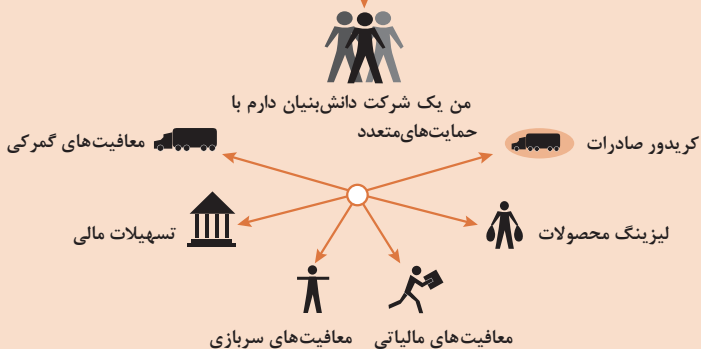 من یک شرکت دانش‌بنیان دارم با
حمایت‌های‌متعدد
کریدور صادرات
معافیت‌های گمرکی
لیزینگ محصولات
تسهیلات مالی
معافیت‌های مالیاتی
معافیت‌های سربازی